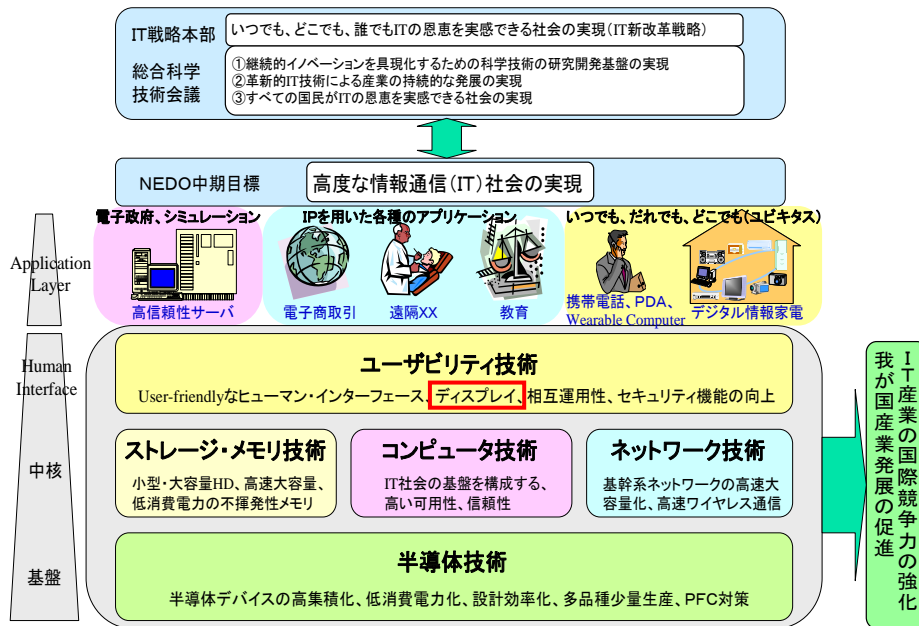 IT戦略本部
いつでも、どこでも、誰でもITの恩恵を実感できる社会の実現(IT新改革戦略)
総合科学
技術会議
①継続的イノベーションを具現化するための科学技術の研究開発基盤の実現
②革新的IT技術による産業の持続的な発展の実現
③すべての国民がITの恩恵を実感できる社会の実現
NEDO中期目標
高度な情報通信(IT)社会の実現
Application
Layer
電子政府、シミュレーション
高信頼性サーバ
IPを用いた各種のアプリケーション
電子商取引
遠隔XX
教育
いつでも、だれでも、どこでも(ユビキタス)
携帯電話、PDA、
Wearable Computer
デジタル情報家電
Human
Interface
ユーザビリティ技術
User-friendlyなヒューマン・インターフェース、ディスプレイ、相互運用性、セキュリティ機能の向上
中核
ストレージ・メモリ技術
小型・大容量HD、高速大容量、
低消費電力の不揮発性メモリ
コンピュータ技術
IT社会の基盤を構成する、
高い可用性、信頼性
ネットワーク技術
基幹系ネットワークの高速大
容量化、高速ワイヤレス通信
基盤
半導体技術
半導体デバイスの高集積化、低消費電力化、設計効率化、多品種少量生産、PFC対策
IT産業の国際競争力の強化
我が国産業発展の促進